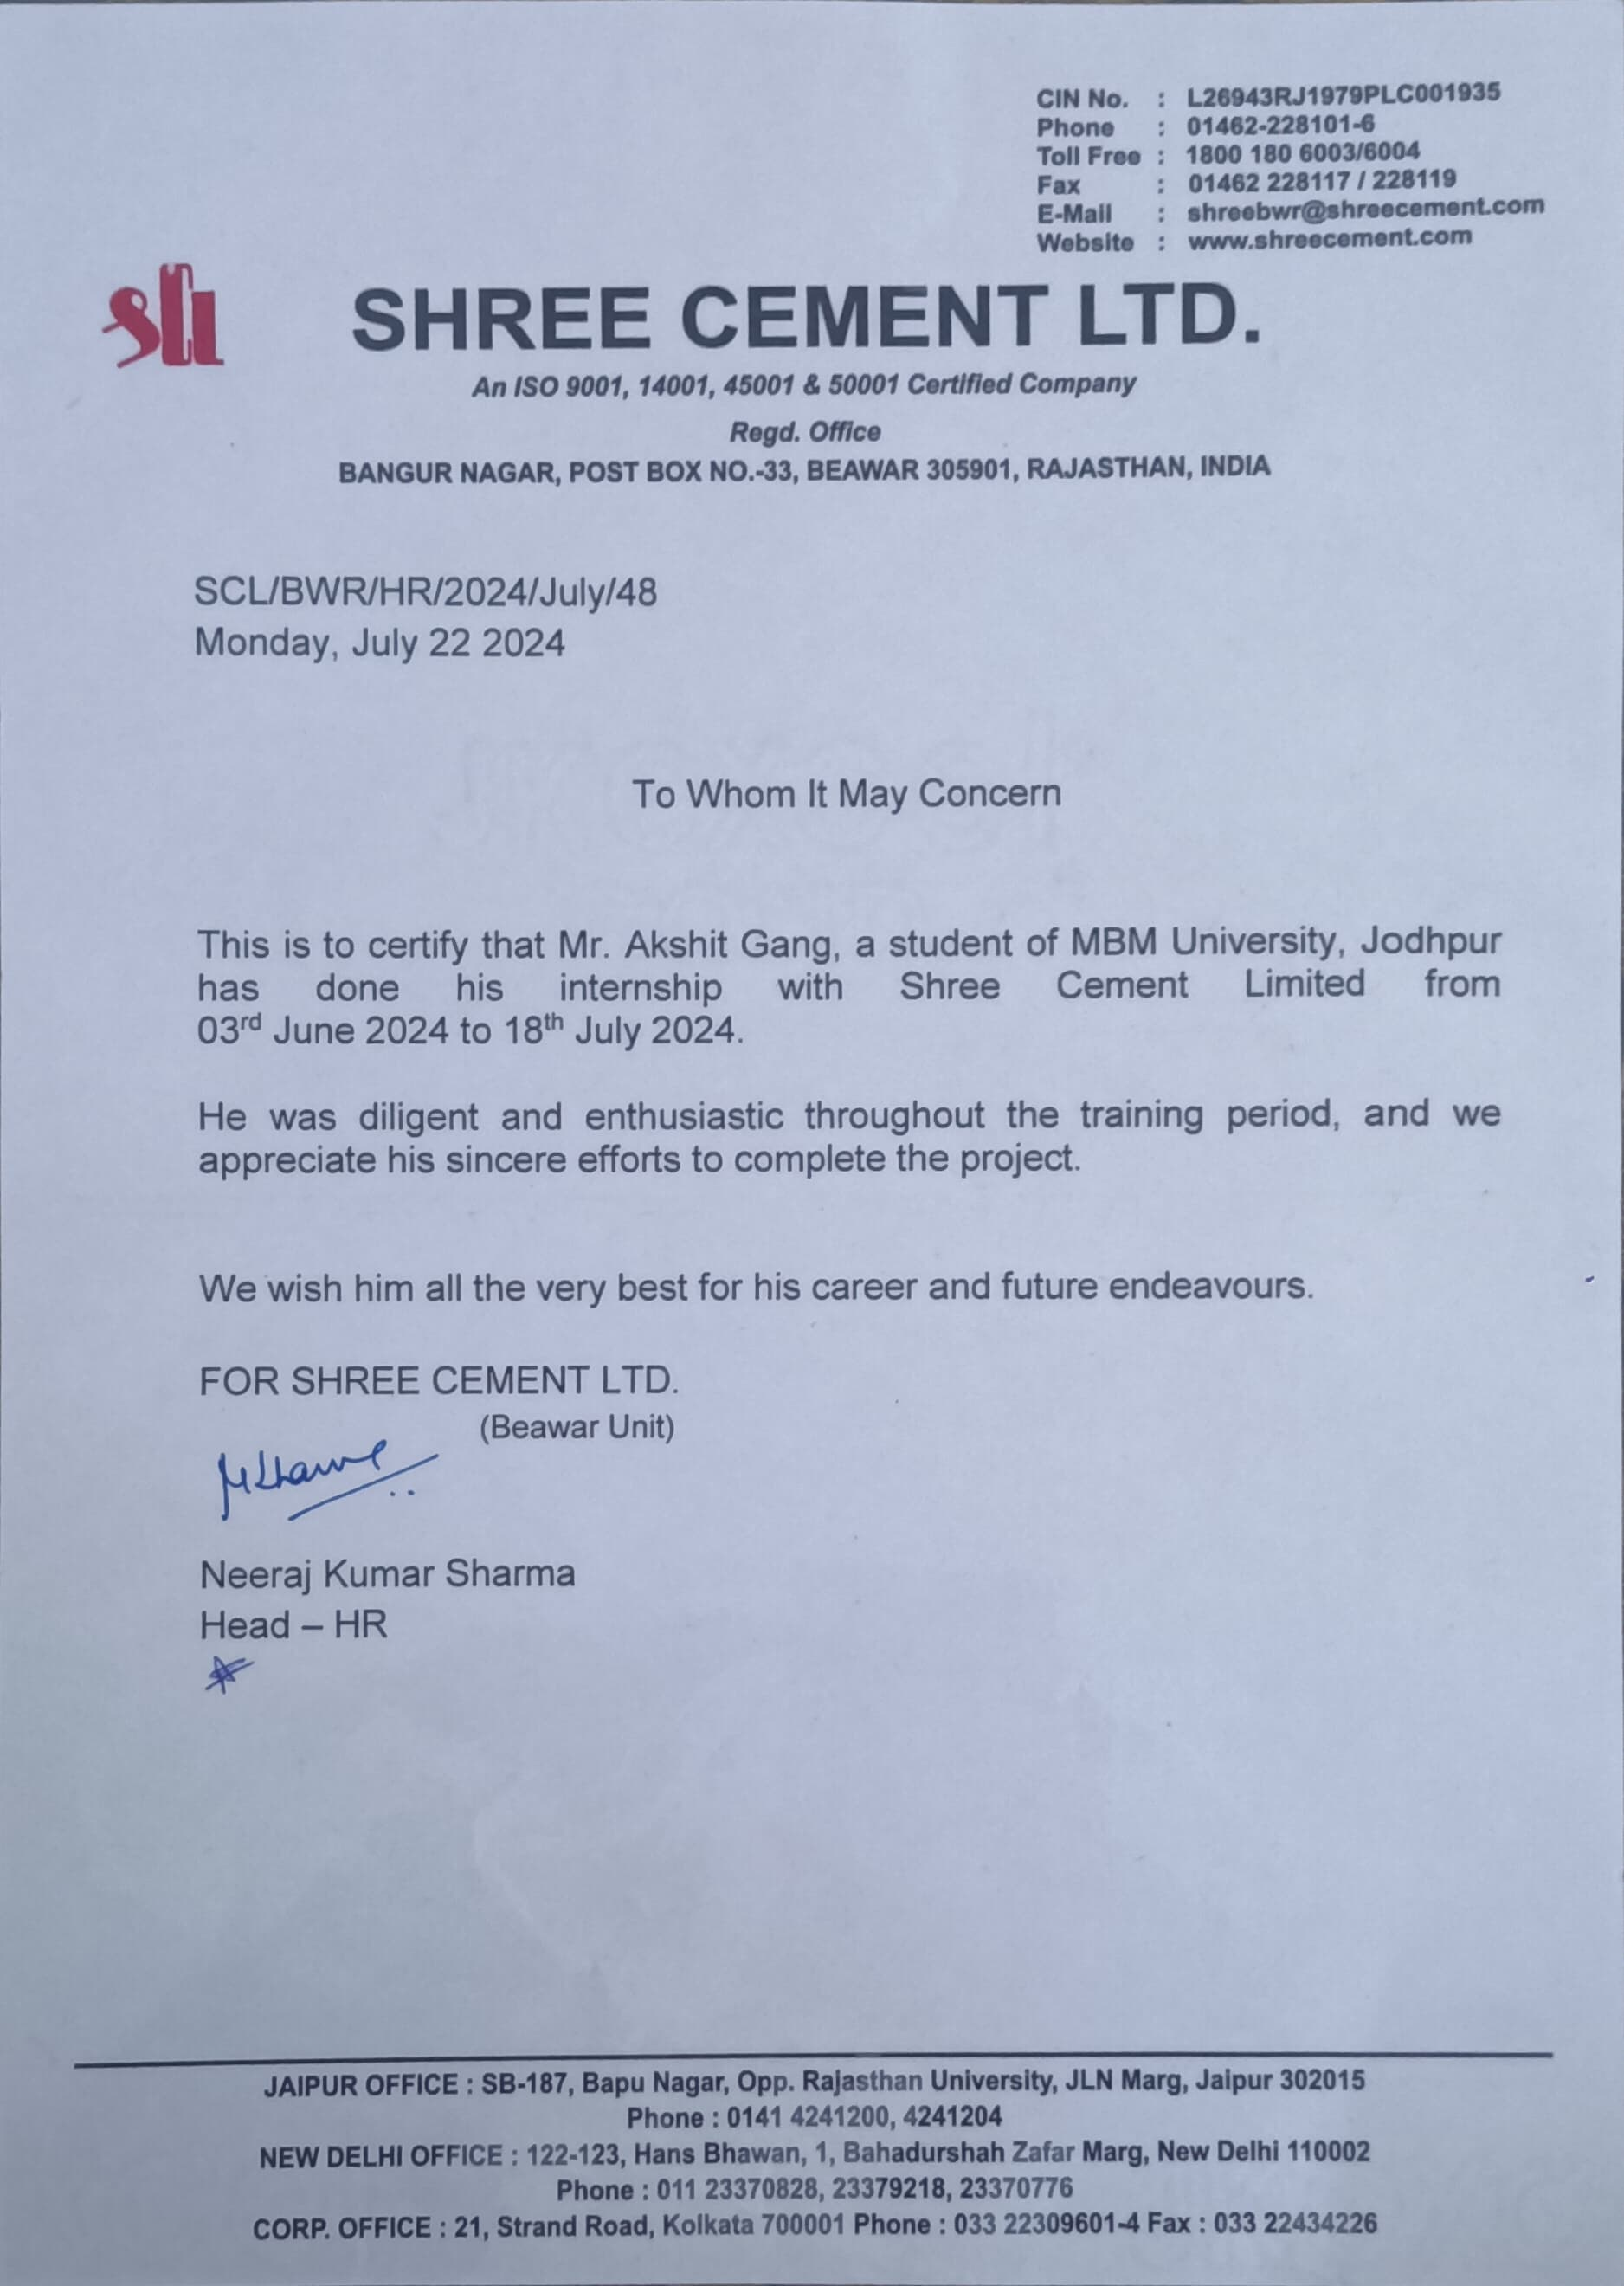 CIN No. : L26943RJ1979PLC001935
Phone : 01462-228101-6
Toll Free : 1800 180 6003/6004
Fax : 01462 228117 / 228119
E-Mail : shreebwr@shreecement.com
Website : www.shreecement.com
SHREE CEMENT LTD.
An ISO 9001, 14001, 45001 & 50001 Certified Company
Regd. Office
BANGUR NAGAR, POST BOX NO.-33, BEAWAR 305901, RAJASTHAN, INDIA
SCL/BWR/HR/2024/July/48
Monday, July 22 2024
To Whom It May Concern
This is to certify that Mr. Akshit Gang, a student of MBM University, Jodhpur
has done his internship with Shree Cement Limited from
03rd June 2024 to 18th July 2024.
He was diligent and enthusiastic throughout the training period, and we
appreciate his sincere efforts to complete the project.
We wish him all the very best for his career and future endeavours.
FOR SHREE CEMENT LTD.
(Beawar Unit)
Neeraj Kumar Sharma
Head – HR
JAIPUR OFFICE : SB-187, Bapu Nagar, Opp. Rajasthan University, JLN Marg, Jaipur 302015
Phone : 0141 4241200, 4241204
NEW DELHI OFFICE : 122-123, Hans Bhawan, 1, Bahadurshah Zafar Marg, New Delhi 110002
Phone : 011 23370828, 23379218, 23370776
CORP. OFFICE : 21, Strand Road, Kolkata 700001 Phone : 033 22309601-4 Fax : 033 22434226